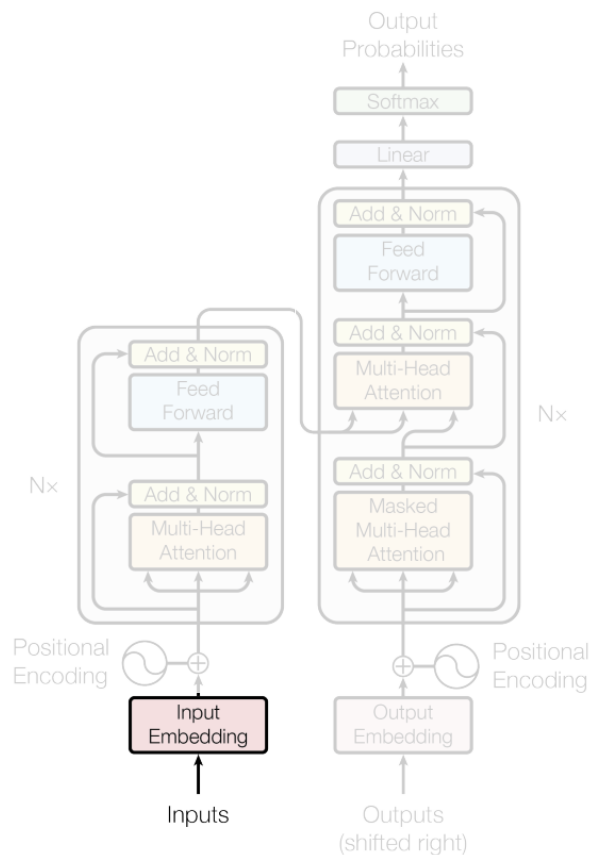 Output
Probabilities
Softmax
Linear
Add & Norm
Feed
Forward
Add & Norm
Multi-Head
Attention
Add & Norm
Masked
Multi-Head
Attention
Nx
Add & Norm
Feed
Forward
Add & Norm
Multi-Head
Attention
Nx
Positional
Encoding
Positional
Encoding
Input
Embedding
Output
Embedding
Inputs
Outputs
(shifted right)